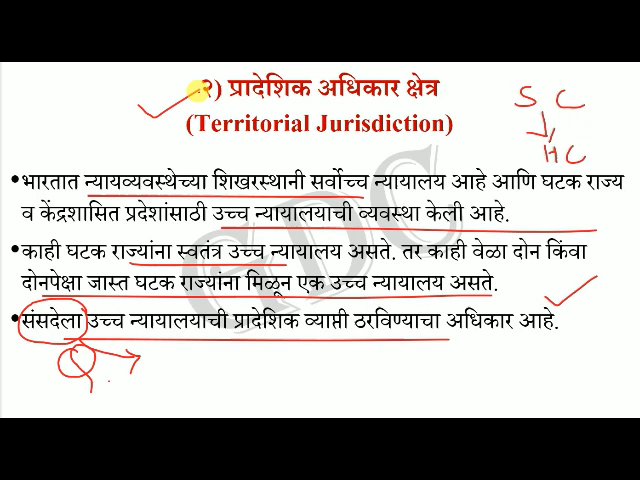 २) प्रादेशिक अधिकार क्षेत्र
(Territorial Jurisdiction)
S C
H C
•भारतात न्यायव्यवस्थेच्या शिखरस्थानी सर्वोच्च न्यायालय आहे आणि घटक राज्य
व केंद्रशासित प्रदेशांसाठी उच्च न्यायालयाची व्यवस्था केली आहे.
•काही घटक राज्यांना स्वतंत्र उच्च न्यायालय असते. तर काही वेळा दोन किंवा
दोनपेक्षा जास्त घटक राज्यांना मिळून एक उच्च न्यायालय असते.
•संसदेला उच्च न्यायालयाची प्रादेशिक व्याप्ती ठरविण्याचा अधिकार आहे.
Q.
GDC